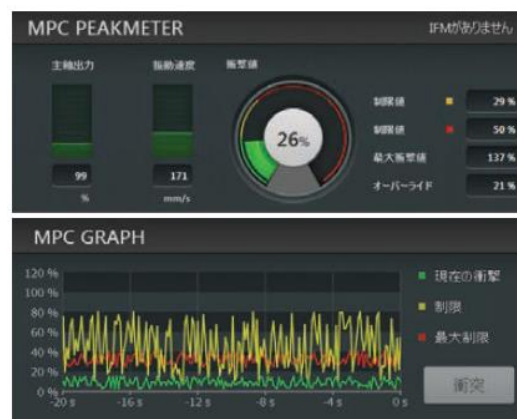 MPC PEAKMETER
IFMがありません
主軸出力
振動速度
衝撃値
26%
99
%
171
mm/s
制限値 29 %
制限値 50 %
最大衝撃値 137 %
オーバーライド 21 %
MPC GRAPH
120 %
100 %
80 %
60 %
40 %
20 %
0 %
-20 s
-16 s
-12 s
-8 s
-4 s
0 s
現在の衝撃
制限
最大制限
衝突